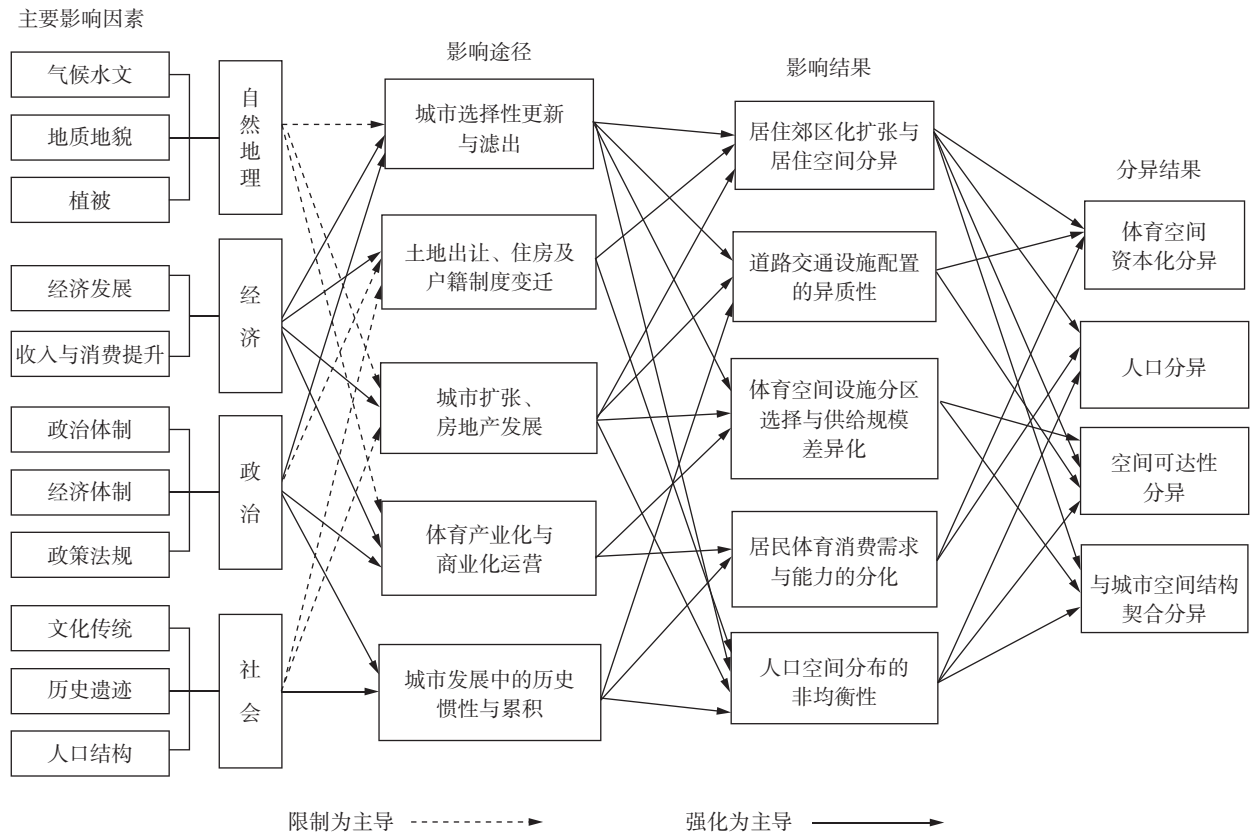 主要影响因素
气候水文
地质地貌
植被
经济发展
收入与消费提升
政治体制
经济体制
政策法规
文化传统
历史遗迹
人口结构
自然地理
经济
政治
社会
影响途径
城市选择性更新
与滤出
土地出让、住房及
户籍制度变迁
城市扩张、
房地产发展
体育产业化与
商业化运营
城市发展中的历史
惯性与累积
影响结果
居住郊区化扩张与
居住空间分异
道路交通设施配置
的异质性
体育空间设施分区
选择与供给规模
差异化
居民体育消费需求
与能力的分化
人口空间分布的
非均衡性
分异结果
体育空间
资本化分异
人口分异
空间可达性
分异
与城市空间结构
契合分异
限制为主导
强化为主导